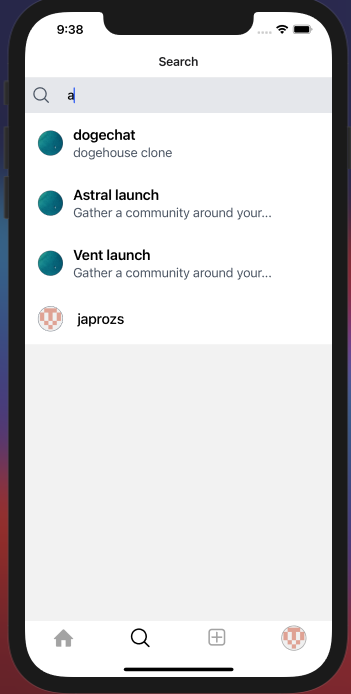 9:38
Search
a
dogechat
dogehouse clone
Astral launch
Gather a community around your...
Vent launch
Gather a community around your...
japrozs